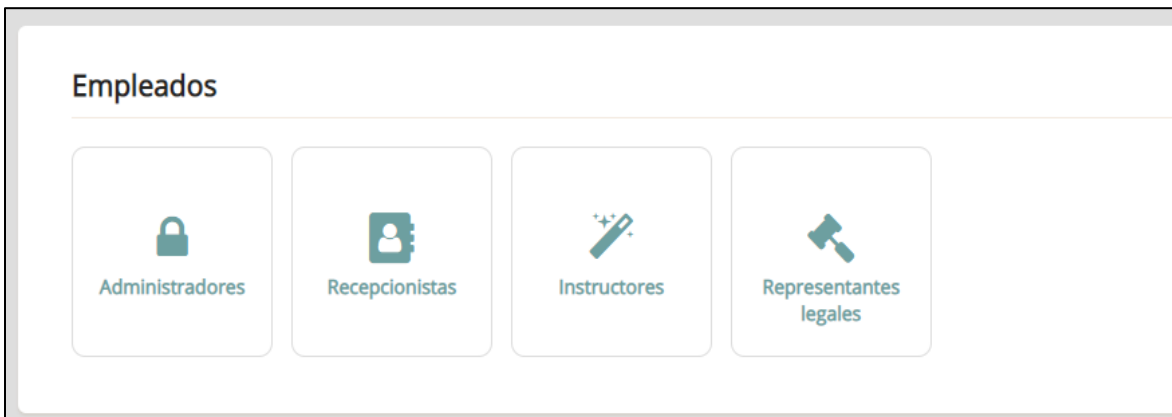 Empleados
Administradores
Recepcionistas
Instructores
Representantes
legales